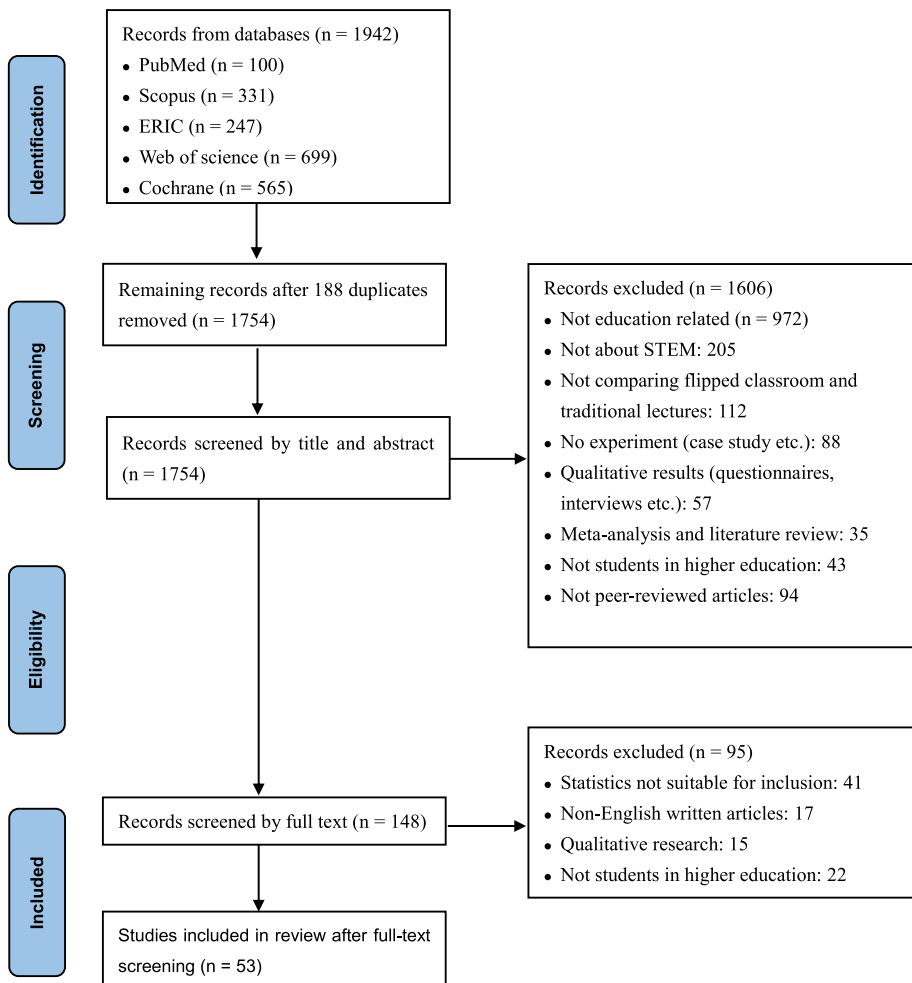 Identification
Records from databases (n = 1942)
• PubMed (n = 100)
• Scopus (n = 331)
• ERIC (n = 247)
• Web of science (n = 699)
• Cochrane (n = 565)
Screening
Remaining records after 188 duplicates
removed (n = 1754)
Records screened by title and abstract
(n = 1754)
Records excluded (n = 1606)
• Not education related (n = 972)
• Not about STEM: 205
• Not comparing flipped classroom and
traditional lectures: 112
• No experiment (case study etc.): 88
• Qualitative results (questionnaires,
interviews etc.): 57
• Meta-analysis and literature review: 35
• Not students in higher education: 43
• Not peer-reviewed articles: 94
Eligibility
Records screened by full text (n = 148)
Records excluded (n = 95)
• Statistics not suitable for inclusion: 41
• Non-English written articles: 17
• Qualitative research: 15
• Not students in higher education: 22
Included
Studies included in review after full-text
screening (n = 53)